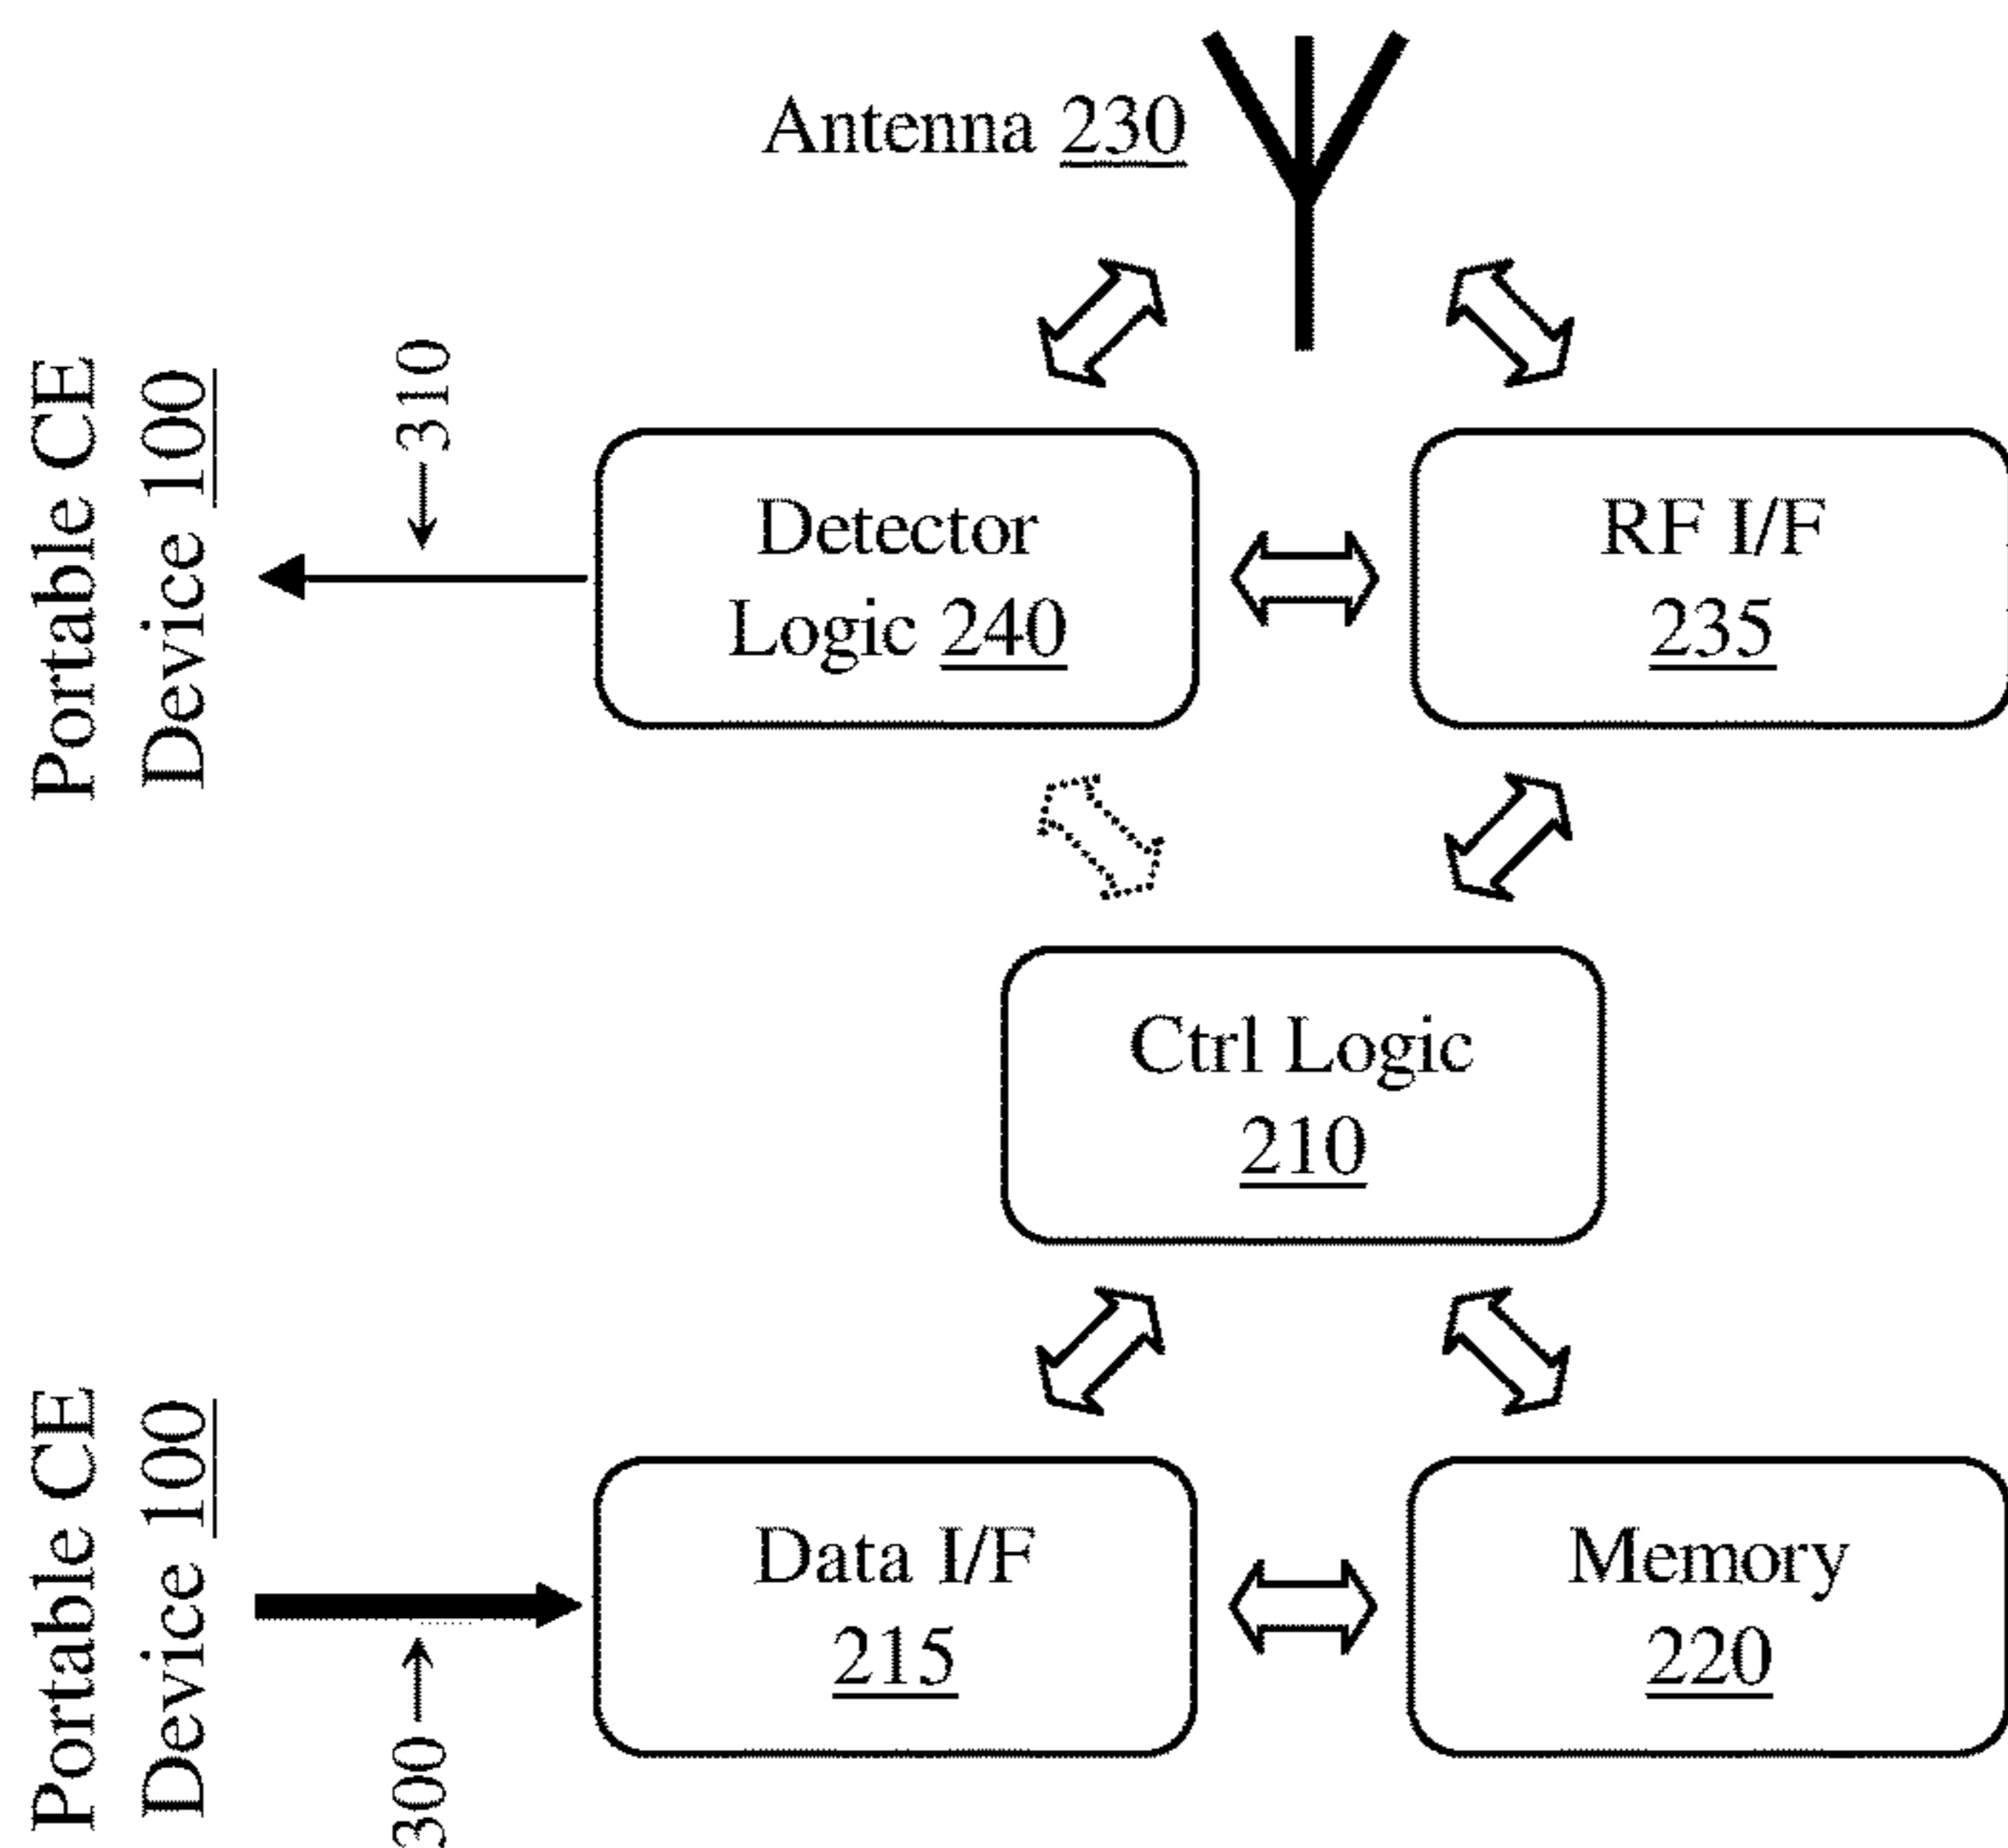 Antenna 230
Portable CE
Device 100
310
Detector
Logic 240
RF I/F
235
Ctrl Logic
210
Portable CE
Device 100
300
Data I/F
215
Memory
220